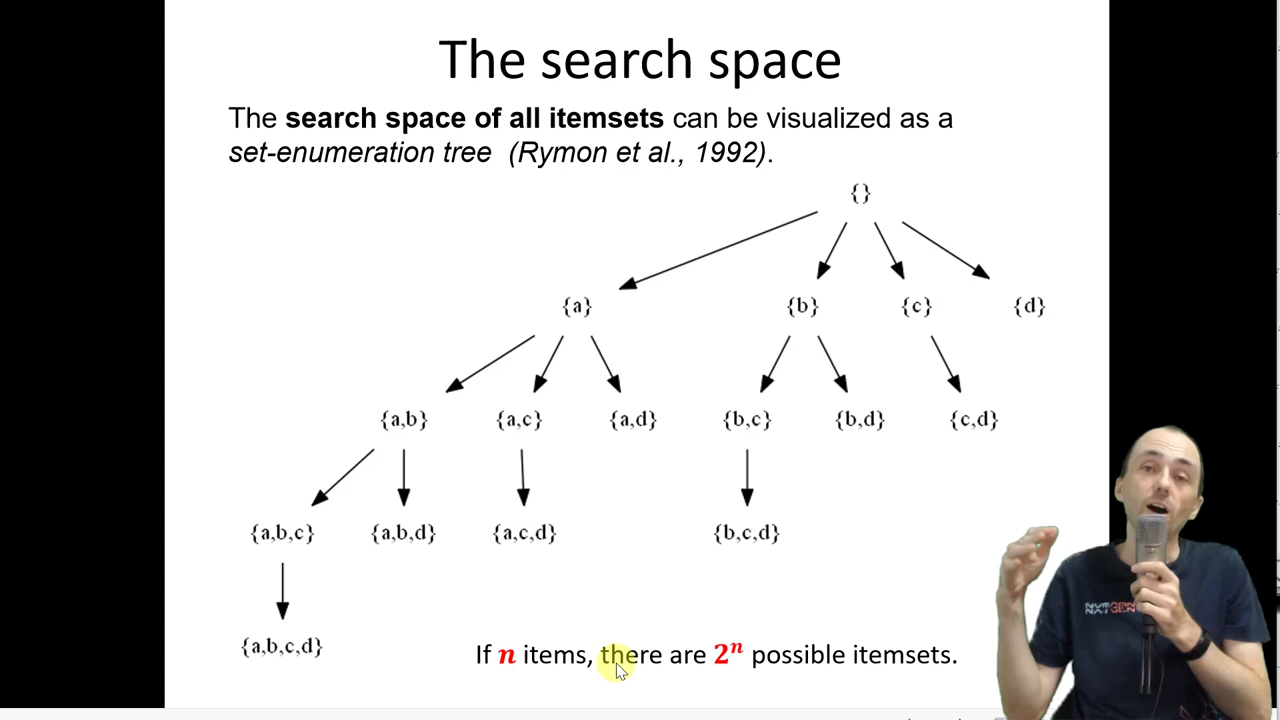 The search space
The search space of all itemsets can be visualized as a
set-enumeration tree (Rymon et al., 1992).
{}
{a} {b} {c} {d}
{a,b} {a,c} {a,d} {b,c} {b,d} {c,d}
{a,b,c} {a,b,d} {a,c,d} {b,c,d}
{a,b,c,d}
If n items, there are 2ⁿ possible itemsets.